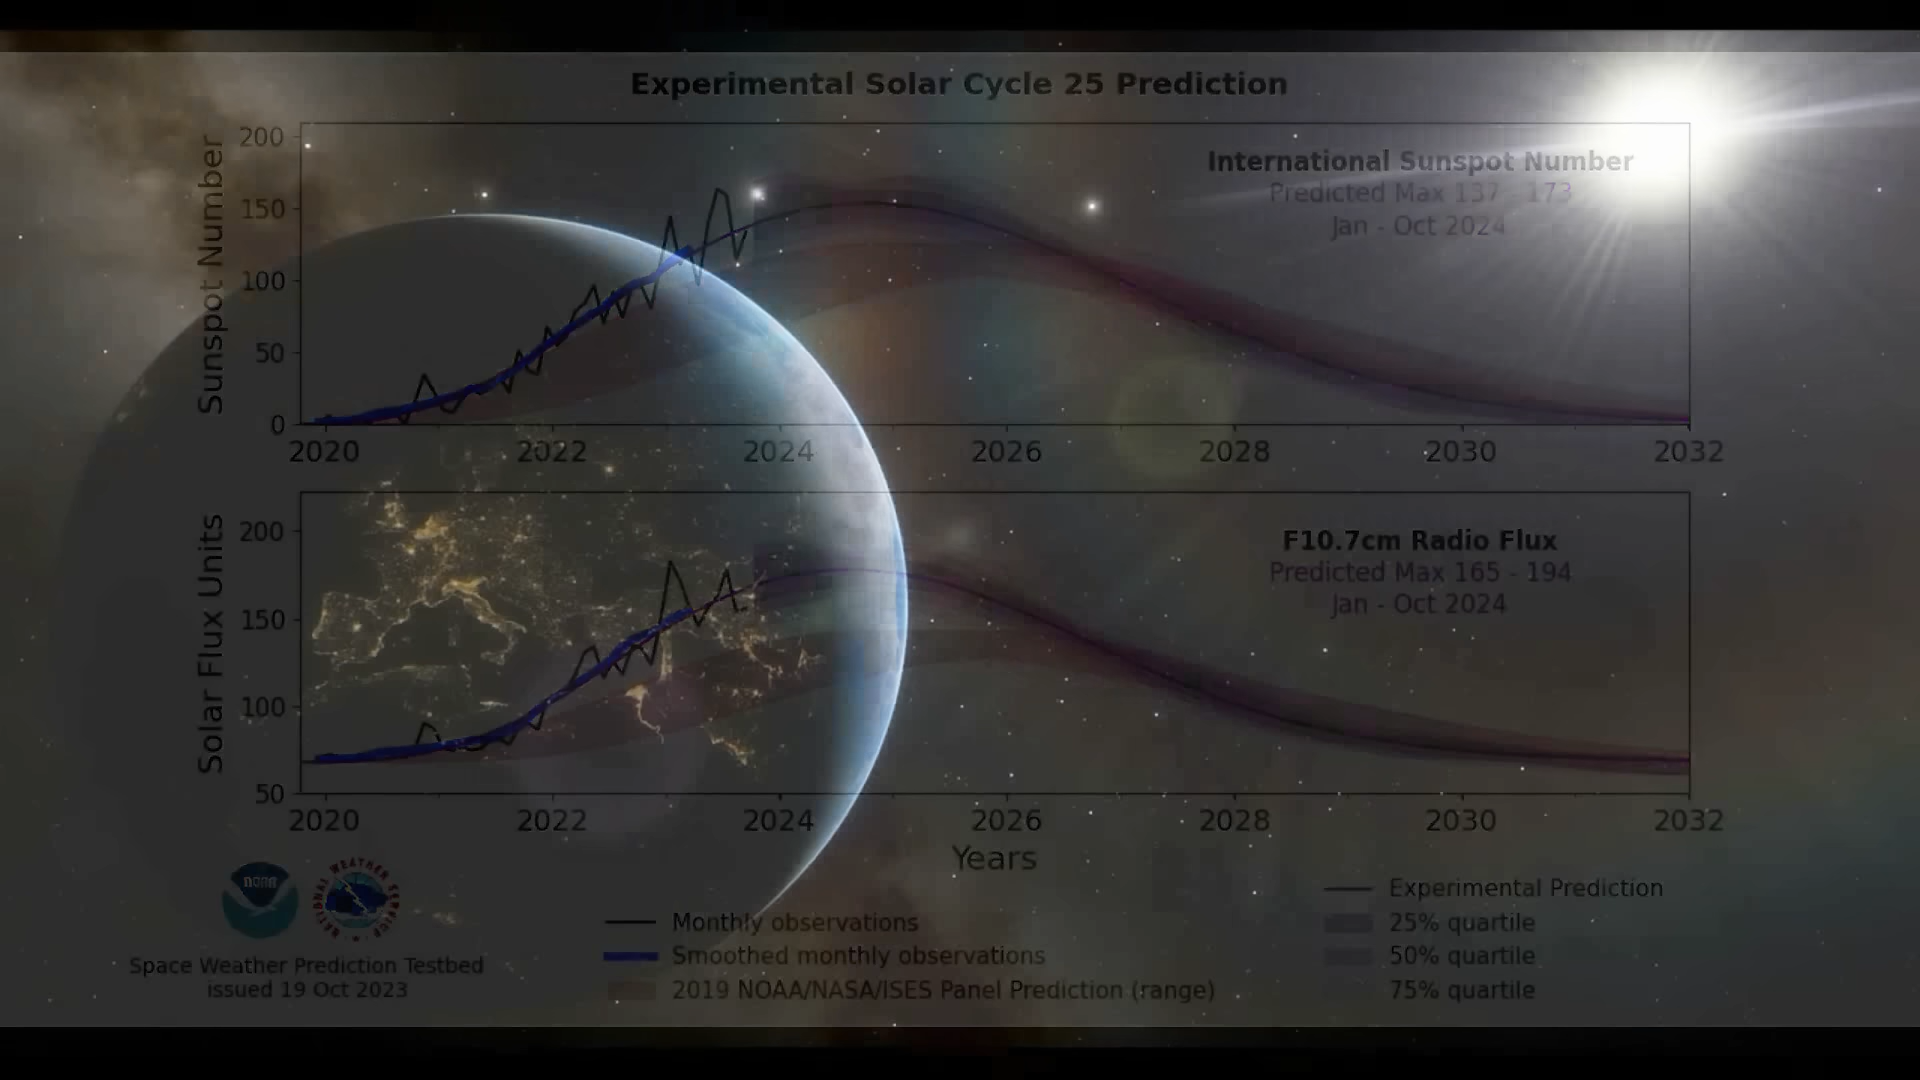 Experimental Solar Cycle 25 Prediction
Sunspot Number
200
150
100
50
0
International Sunspot Number
Predicted Max 137 - 173
Jan - Oct 2024
2020 2022 2024 2026 2028 2030 2032
Solar Flux Units
200
150
100
50
F10.7cm Radio Flux
Predicted Max 165 - 194
Jan - Oct 2024
2020 2022 2024 2026 2028 2030 2032
Years
NOAA
NATIONAL WEATHER SERVICE
Space Weather Prediction Testbed
issued 19 Oct 2023
Monthly observations
Smoothed monthly observations
2019 NOAA/NASA/ISES Panel Prediction (range)
Experimental Prediction
25% quartile
50% quartile
75% quartile